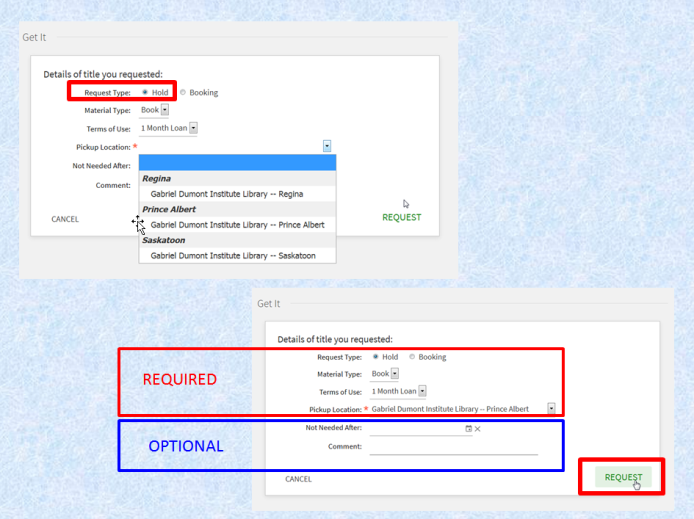 Get It
Details of title you requested:
Request Type: Hold Booking
Material Type: Book
Terms of Use: 1 Month Loan
Pickup Location: *
Not Needed After:
Regina
Comment:
Gabriel Dumont Institute Library -- Regina
Prince Albert
CANCEL
REQUEST
Gabriel Dumont Institute Library -- Prince Albert
Saskatoon
Gabriel Dumont Institute Library -- Saskatoon
Get It
Details of title you requested:
Request Type: Hold Booking
REQUIRED
Material Type: Book
Terms of Use: 1 Month Loan
Pickup Location: * Gabriel Dumont Institute Library -- Prince Albert
Not Needed After:
OPTIONAL
Comment:
CANCEL
REQUEST